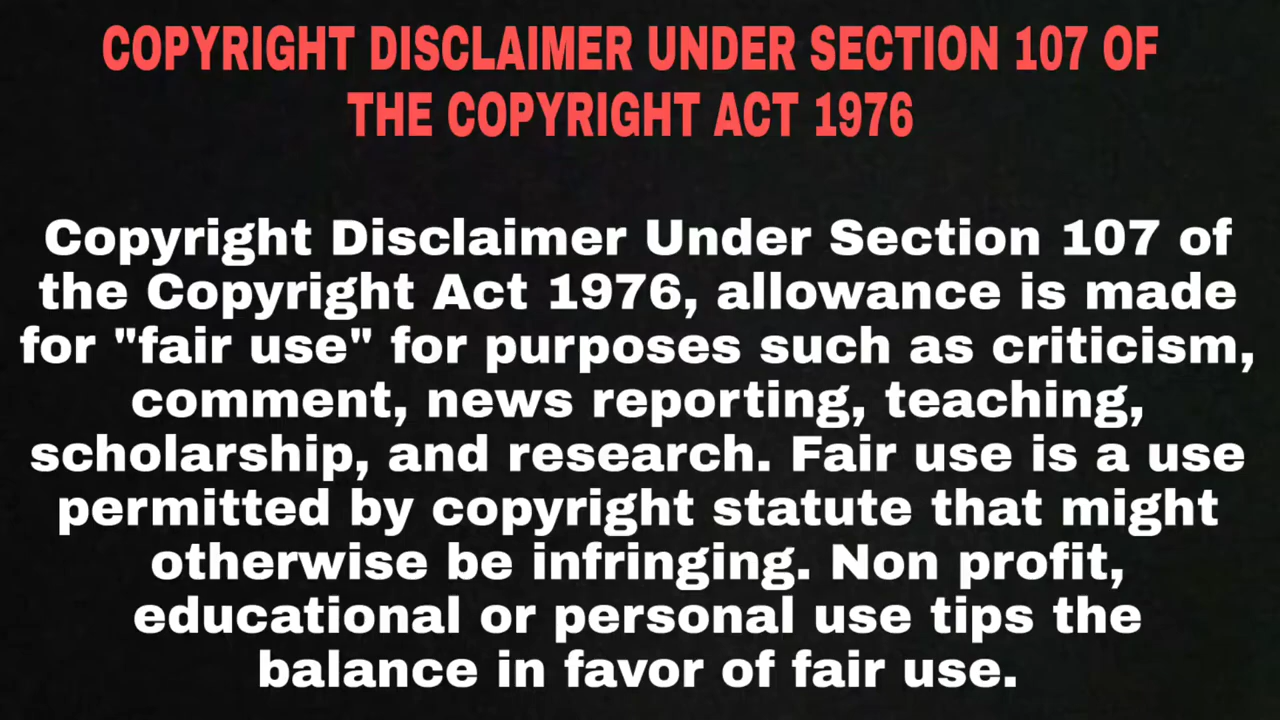 COPYRIGHT DISCLAIMER UNDER SECTION 107 OF
THE COPYRIGHT ACT 1976
Copyright Disclaimer Under Section 107 of
the Copyright Act 1976, allowance is made
for "fair use" for purposes such as criticism,
comment, news reporting, teaching,
scholarship, and research. Fair use is a use
permitted by copyright statute that might
otherwise be infringing. Non profit,
educational or personal use tips the
balance in favor of fair use.